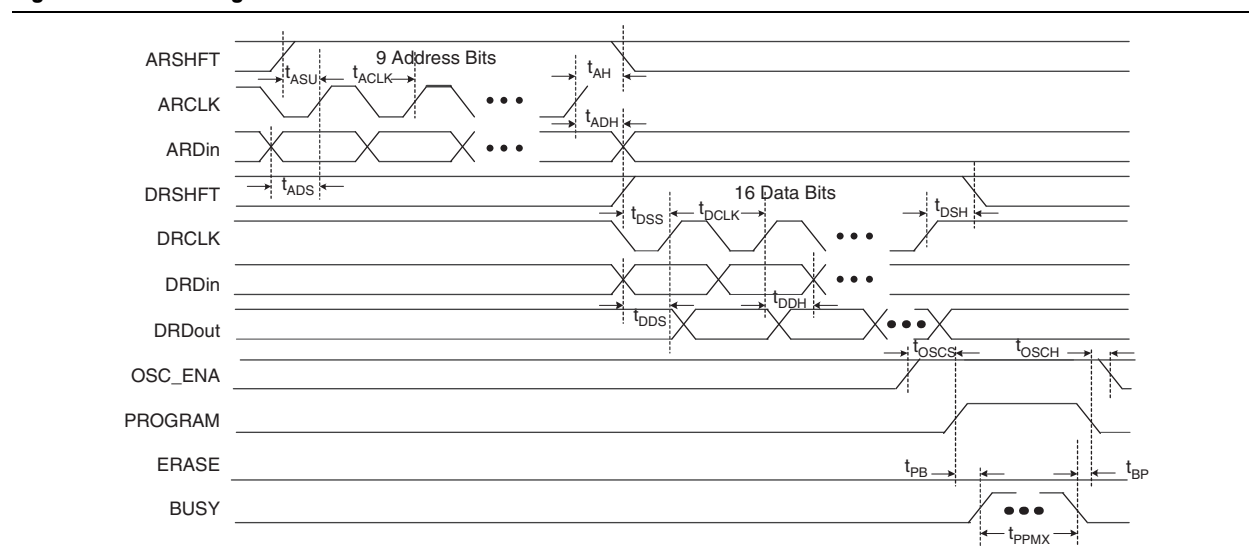 ARSHFT
9 Address Bits
tASU
tACLK
tAH
ARCLK
tADH
ARDin
tADS
DRSHFT
16 Data Bits
tDSS
tDCLK
tDSH
DRCLK
DRDin
tDDS
tDDH
DRDout
tOSCS
tOSCH
OSC_ENA
PROGRAM
ERASE
tPB
tBP
BUSY
tPPMX